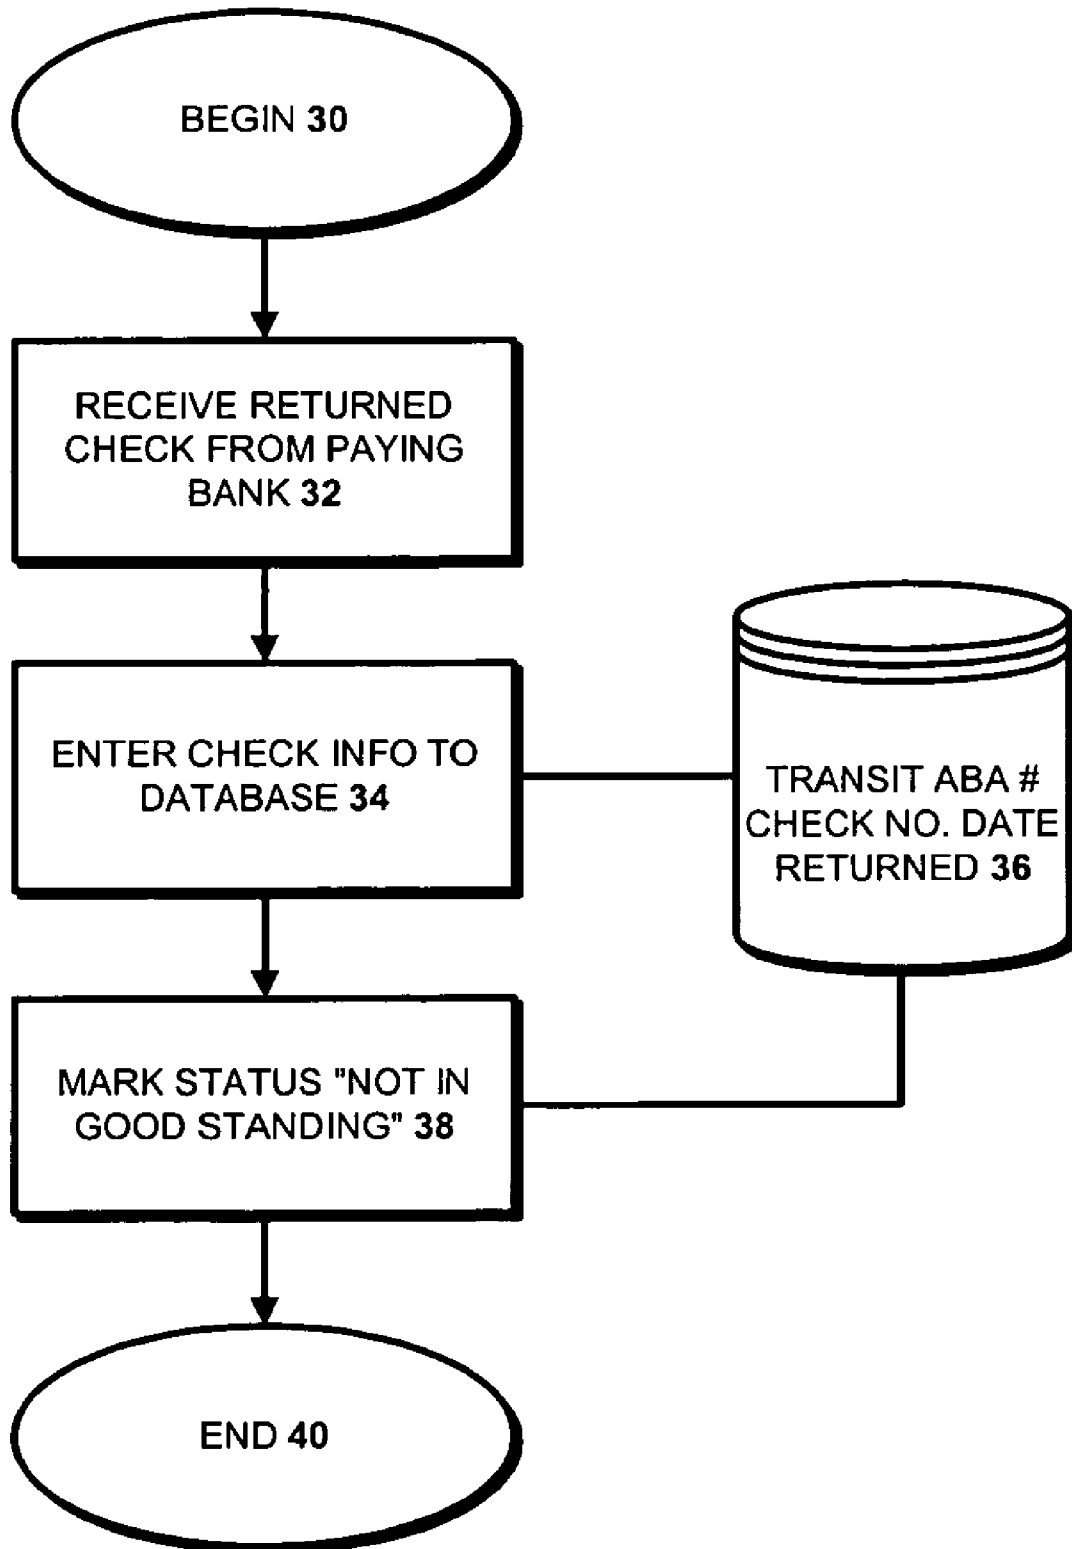 BEGIN 30
RECEIVE RETURNED
CHECK FROM PAYING
BANK 32
ENTER CHECK INFO TO
DATABASE 34
TRANSIT ABA #
CHECK NO. DATE
RETURNED 36
MARK STATUS "NOT IN
GOOD STANDING" 38
END 40